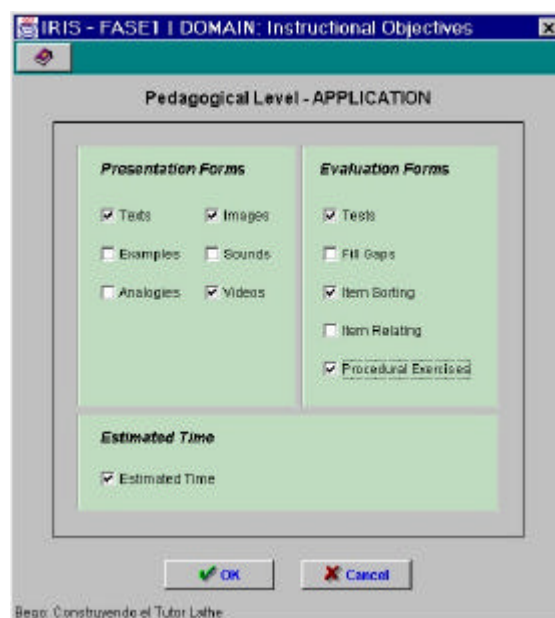 IRIS - FASE1 | DOMAIN: Instructional Objectives
Pedagogical Level - APPLICATION
Presentation Forms
Texts Images
Examples Sounds
Analogies Videos
Evaluation Forms
Tests
Fill Gaps
Item Sorting
Item Relating
Procedural Exercises
Estimated Time
Estimated Time
OK Cancel
Bego: Construyendo el Tutor Lathe